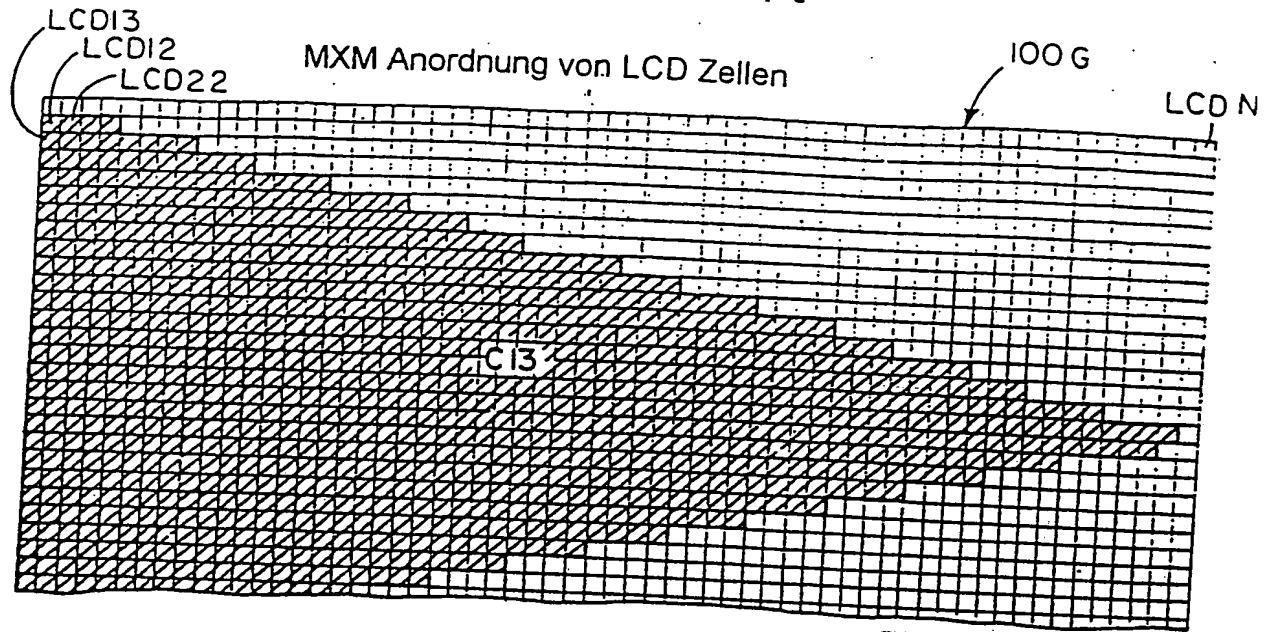 LCD13
LCD12
LCD22
MXM Anordnung von LCD Zellen
100 G
LCD N
C13